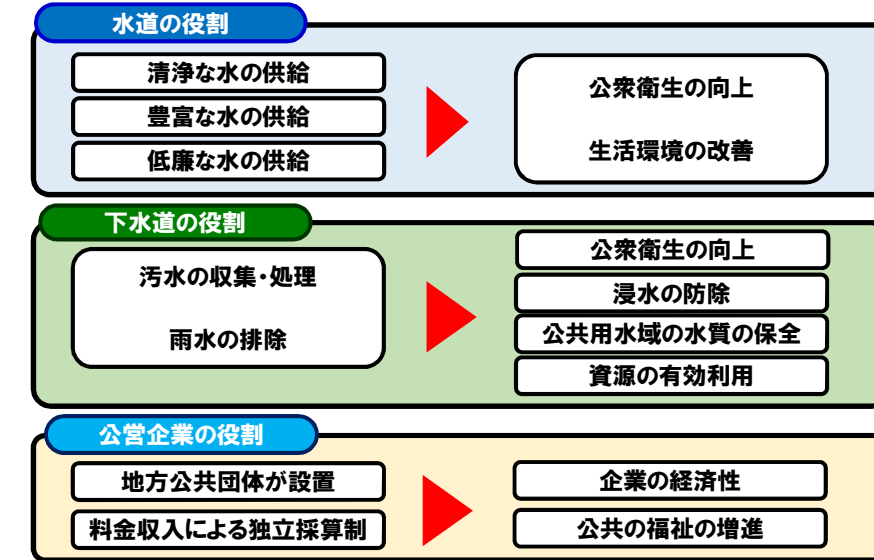 水道の役割
清浄な水の供給
豊富な水の供給
低廉な水の供給
公衆衛生の向上
生活環境の改善
下水道の役割
汚水の収集・処理
雨水の排除
公衆衛生の向上
浸水の防除
公共用水域の水質の保全
資源の有効利用
公営企業の役割
地方公共団体が設置
料金収入による独立採算制
企業の経済性
公共の福祉の増進